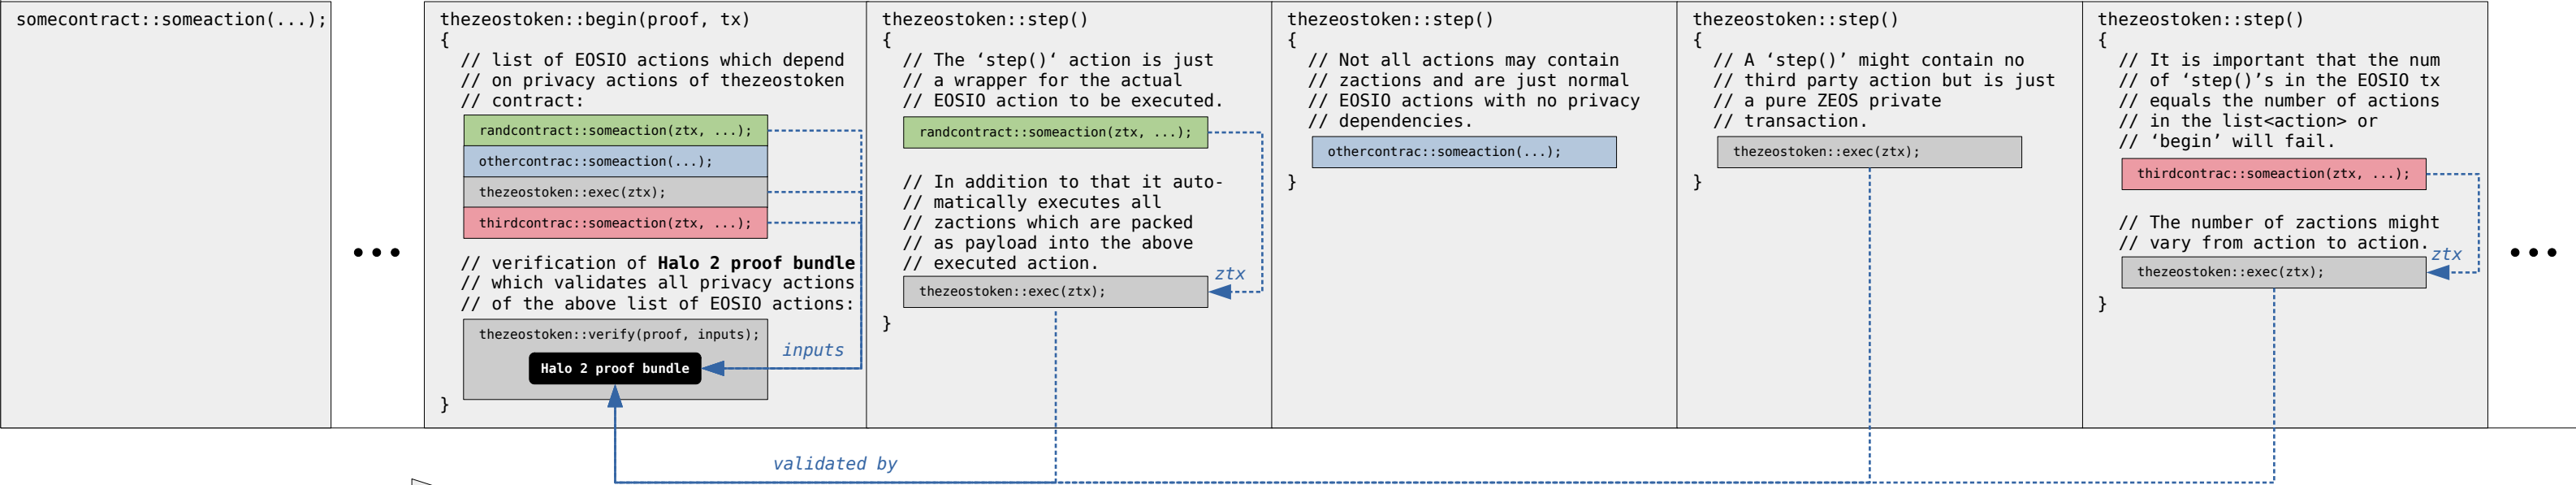 somecontract::someaction(...);
•••
thezeostoken::begin(proof, tx)
{
// list of EOSIO actions which depend
// on privacy actions of thezeostoken
// contract:
randcontract::someaction(ztx, ...);
othercontrac::someaction(...);
thezeostoken::exec(ztx);
thirdcontrac::someaction(ztx, ...);
// verification of Halo 2 proof bundle
// which validates all privacy actions
// of the above list of EOSIO actions:
thezeostoken::verify(proof, inputs);
inputs
Halo 2 proof bundle
}
thezeostoken::step()
{
// The ‘step()‘ action is just
// a wrapper for the actual
// EOSIO action to be executed.
randcontract::someaction(ztx, ...);
// In addition to that it auto-
// matically executes all
// zactions which are packed
// as payload into the above
// executed action.
ztx
thezeostoken::exec(ztx);
}
thezeostoken::step()
{
// Not all actions may contain
// zactions and are just normal
// EOSIO actions with no privacy
// dependencies.
othercontrac::someaction(...);
}
thezeostoken::step()
{
// A ‘step()’ might contain no
// third party action but is just
// a pure ZEOS private
// transaction.
thezeostoken::exec(ztx);
}
thezeostoken::step()
{
// It is important that the num
// of ‘step()’s in the EOSIO tx
// equals the number of actions
// in the list<action> or
// ‘begin’ will fail.
thirdcontrac::someaction(ztx, ...);
// The number of zactions might
// vary from action to action.
ztx
thezeostoken::exec(ztx);
}
•••
validated by